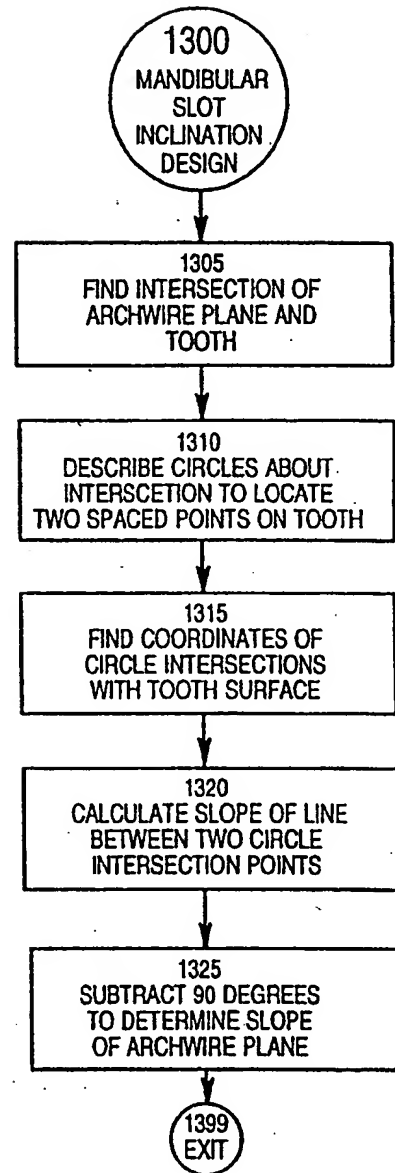 1300
MANDIBULAR
SLOT
INCLINATION
DESIGN
1305
FIND INTERSECTION OF
ARCHWIRE PLANE AND
TOOTH
1310
DESCRIBE CIRCLES ABOUT
INTERSCETION TO LOCATE
TWO SPACED POINTS ON TOOTH
1315
FIND COORDINATES OF
CIRCLE INTERSECTIONS
WITH TOOTH SURFACE
1320
CALCULATE SLOPE OF LINE
BETWEEN TWO CIRCLE
INTERSECTION POINTS
1325
SUBTRACT 90 DEGREES
TO DETERMINE SLOPE
OF ARCHWIRE PLANE
1399
EXIT